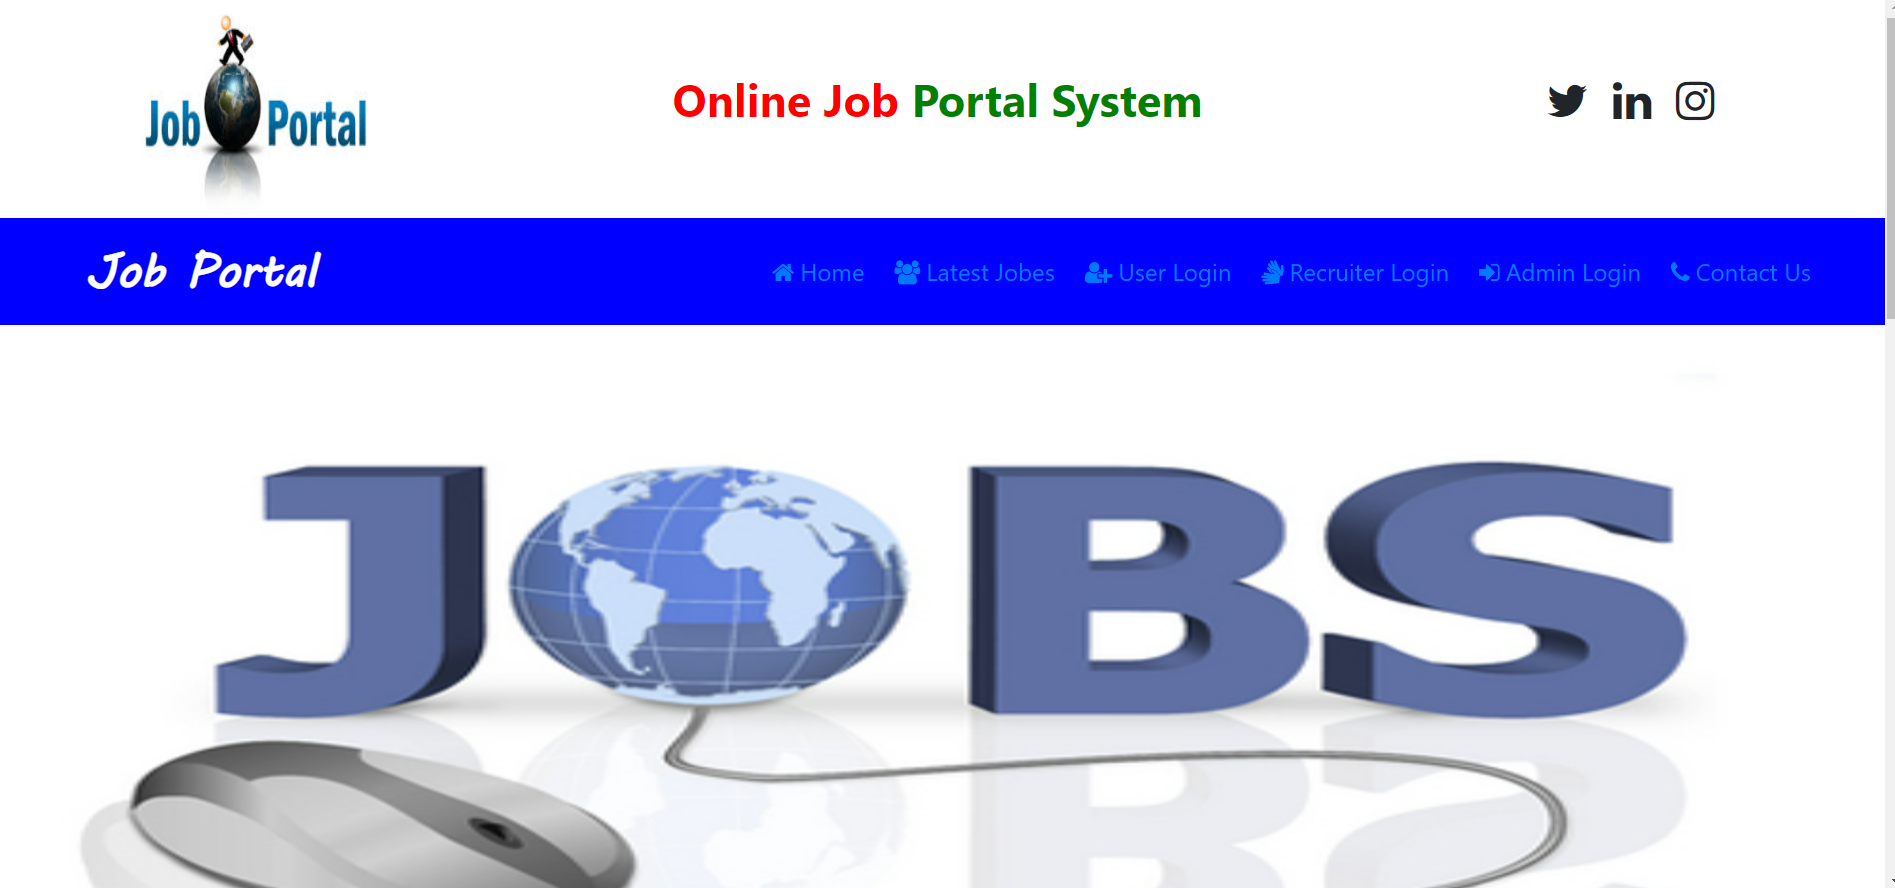 Job Portal
Online Job Portal System
Job Portal
Home
Latest Jobes
User Login
Recruiter Login
Admin Login
Contact Us
JOBS